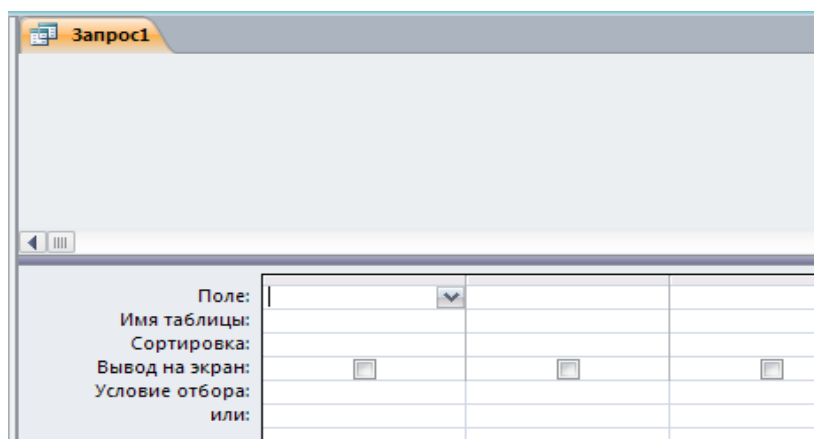 Запрос1
Поле:
Имя таблицы:
Сортировка:
Вывод на экран:
Условие отбора:
или: